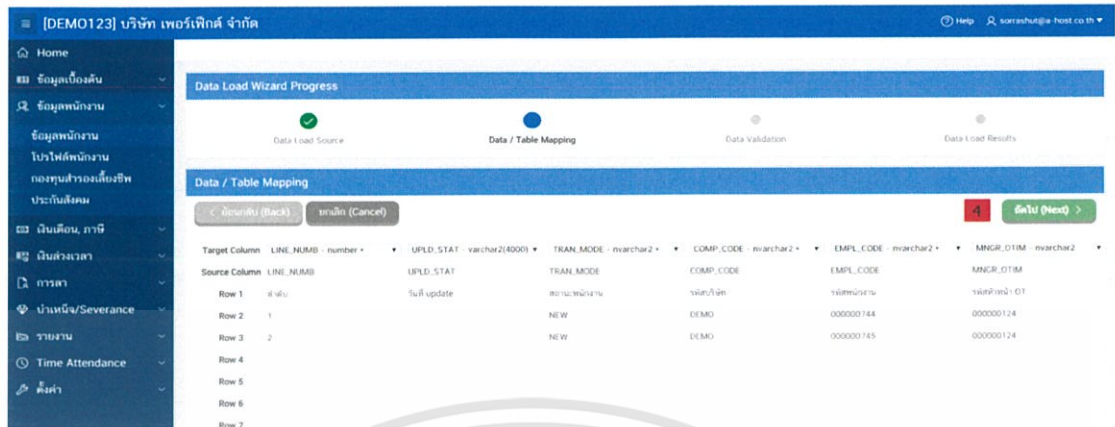 [DEMO123] บริษัท เพอร์เฟ็กต์ จำกัด
Help sorrashut@a-host.co.th
Home
ข้อมูลเบื้องต้น
ข้อมูลพนักงาน
ข้อมูลพนักงาน
โปรไฟล์พนักงาน
กองทุนสำรองเลี้ยงชีพ
ประกันสังคม
เงินเดือน, ภาษี
เงินล่วงเวลา
การลา
บำเหน็จ/Severance
รายงาน
Time Attendance
ตั้งค่า
Data Load Wizard Progress
Data Load Source Data / Table Mapping Data Validation Data Load Results
Data / Table Mapping
< ย้อนกลับ (Back) ยกเลิก (Cancel) 4 ถัดไป (Next) >
Target Column LINE_NUMB - number * UPLD_STAT - varchar2(4000) TRAN_MODE - nvarchar2 * COMP_CODE - nvarchar2 * EMPL_CODE - nvarchar2 * MNGR_OTIM - nvarchar2
Source Column LINE_NUMB UPLD_STAT TRAN_MODE COMP_CODE EMPL_CODE MNGR_OTIM
Row 1 ลำดับ วันที่ update สถานะพนักงาน รหัสบริษัท รหัสพนักงาน รหัสหัวหน้า OT
Row 2 1 NEW DEMO 000000744 000000124
Row 3 2 NEW DEMO 000000745 000000124
Row 4
Row 5
Row 6
Row 7